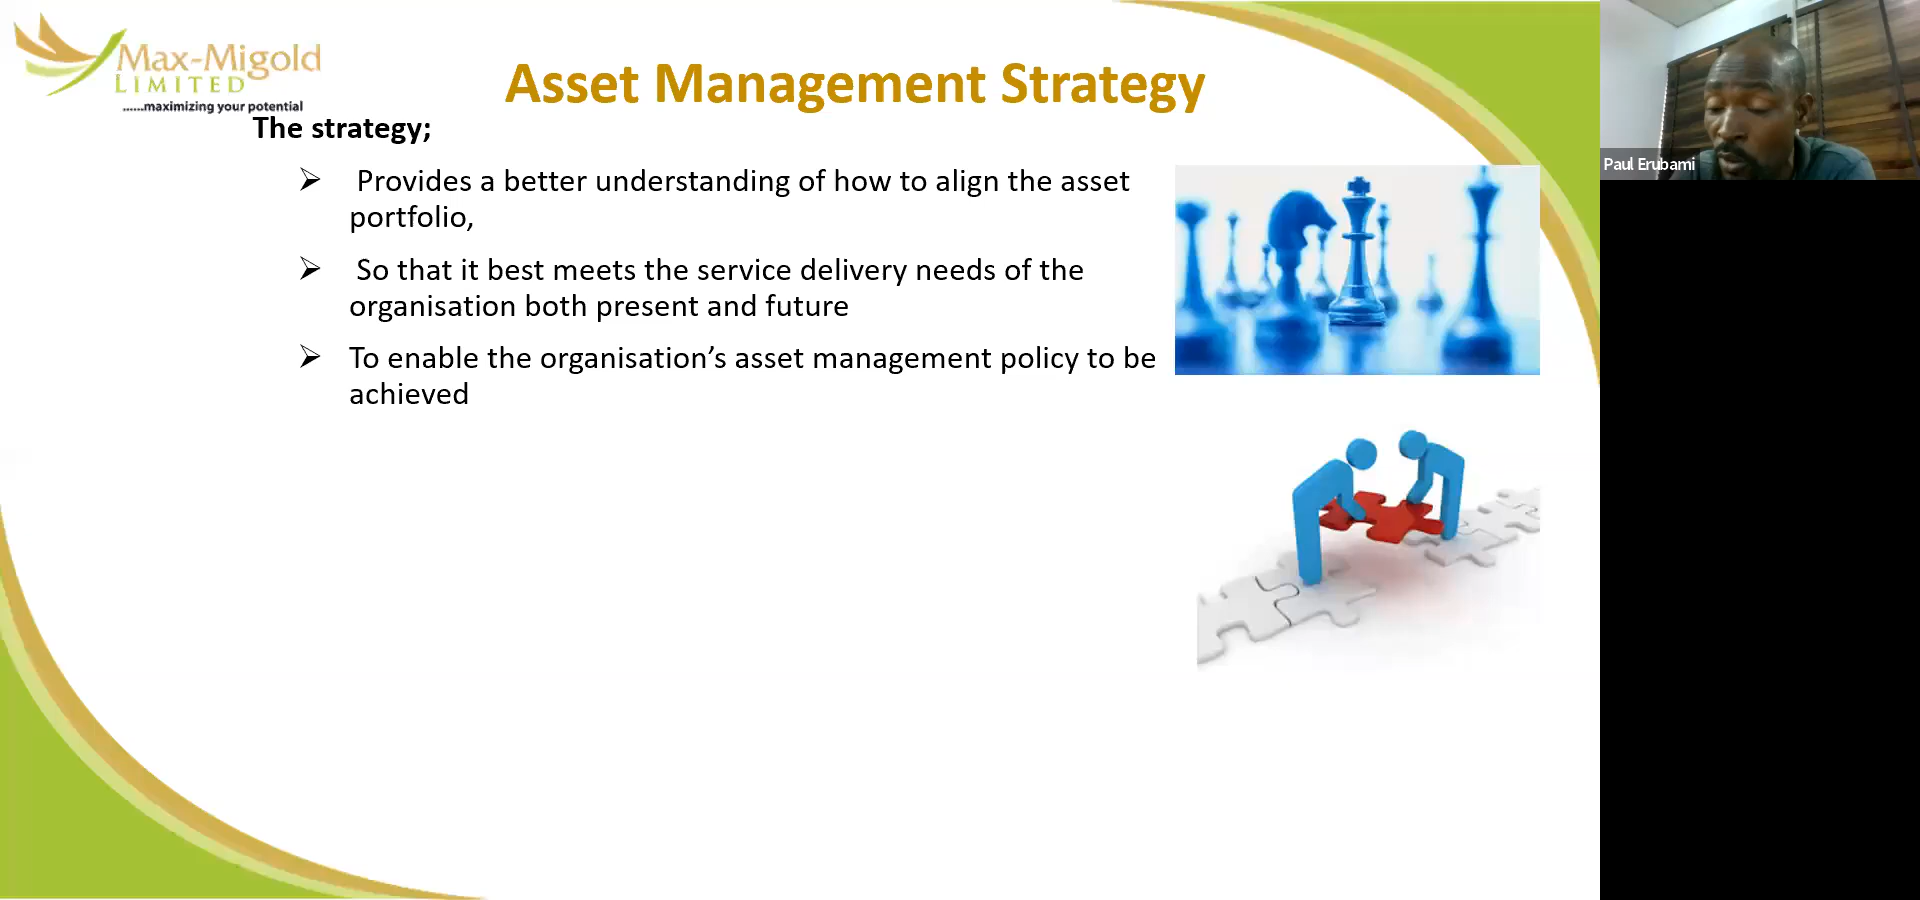 Max-Migold
LIMITED
......maximizing your potential
Asset Management Strategy
The strategy;
Provides a better understanding of how to align the asset
portfolio,
So that it best meets the service delivery needs of the
organisation both present and future
To enable the organisation’s asset management policy to be
achieved
Paul Erubami